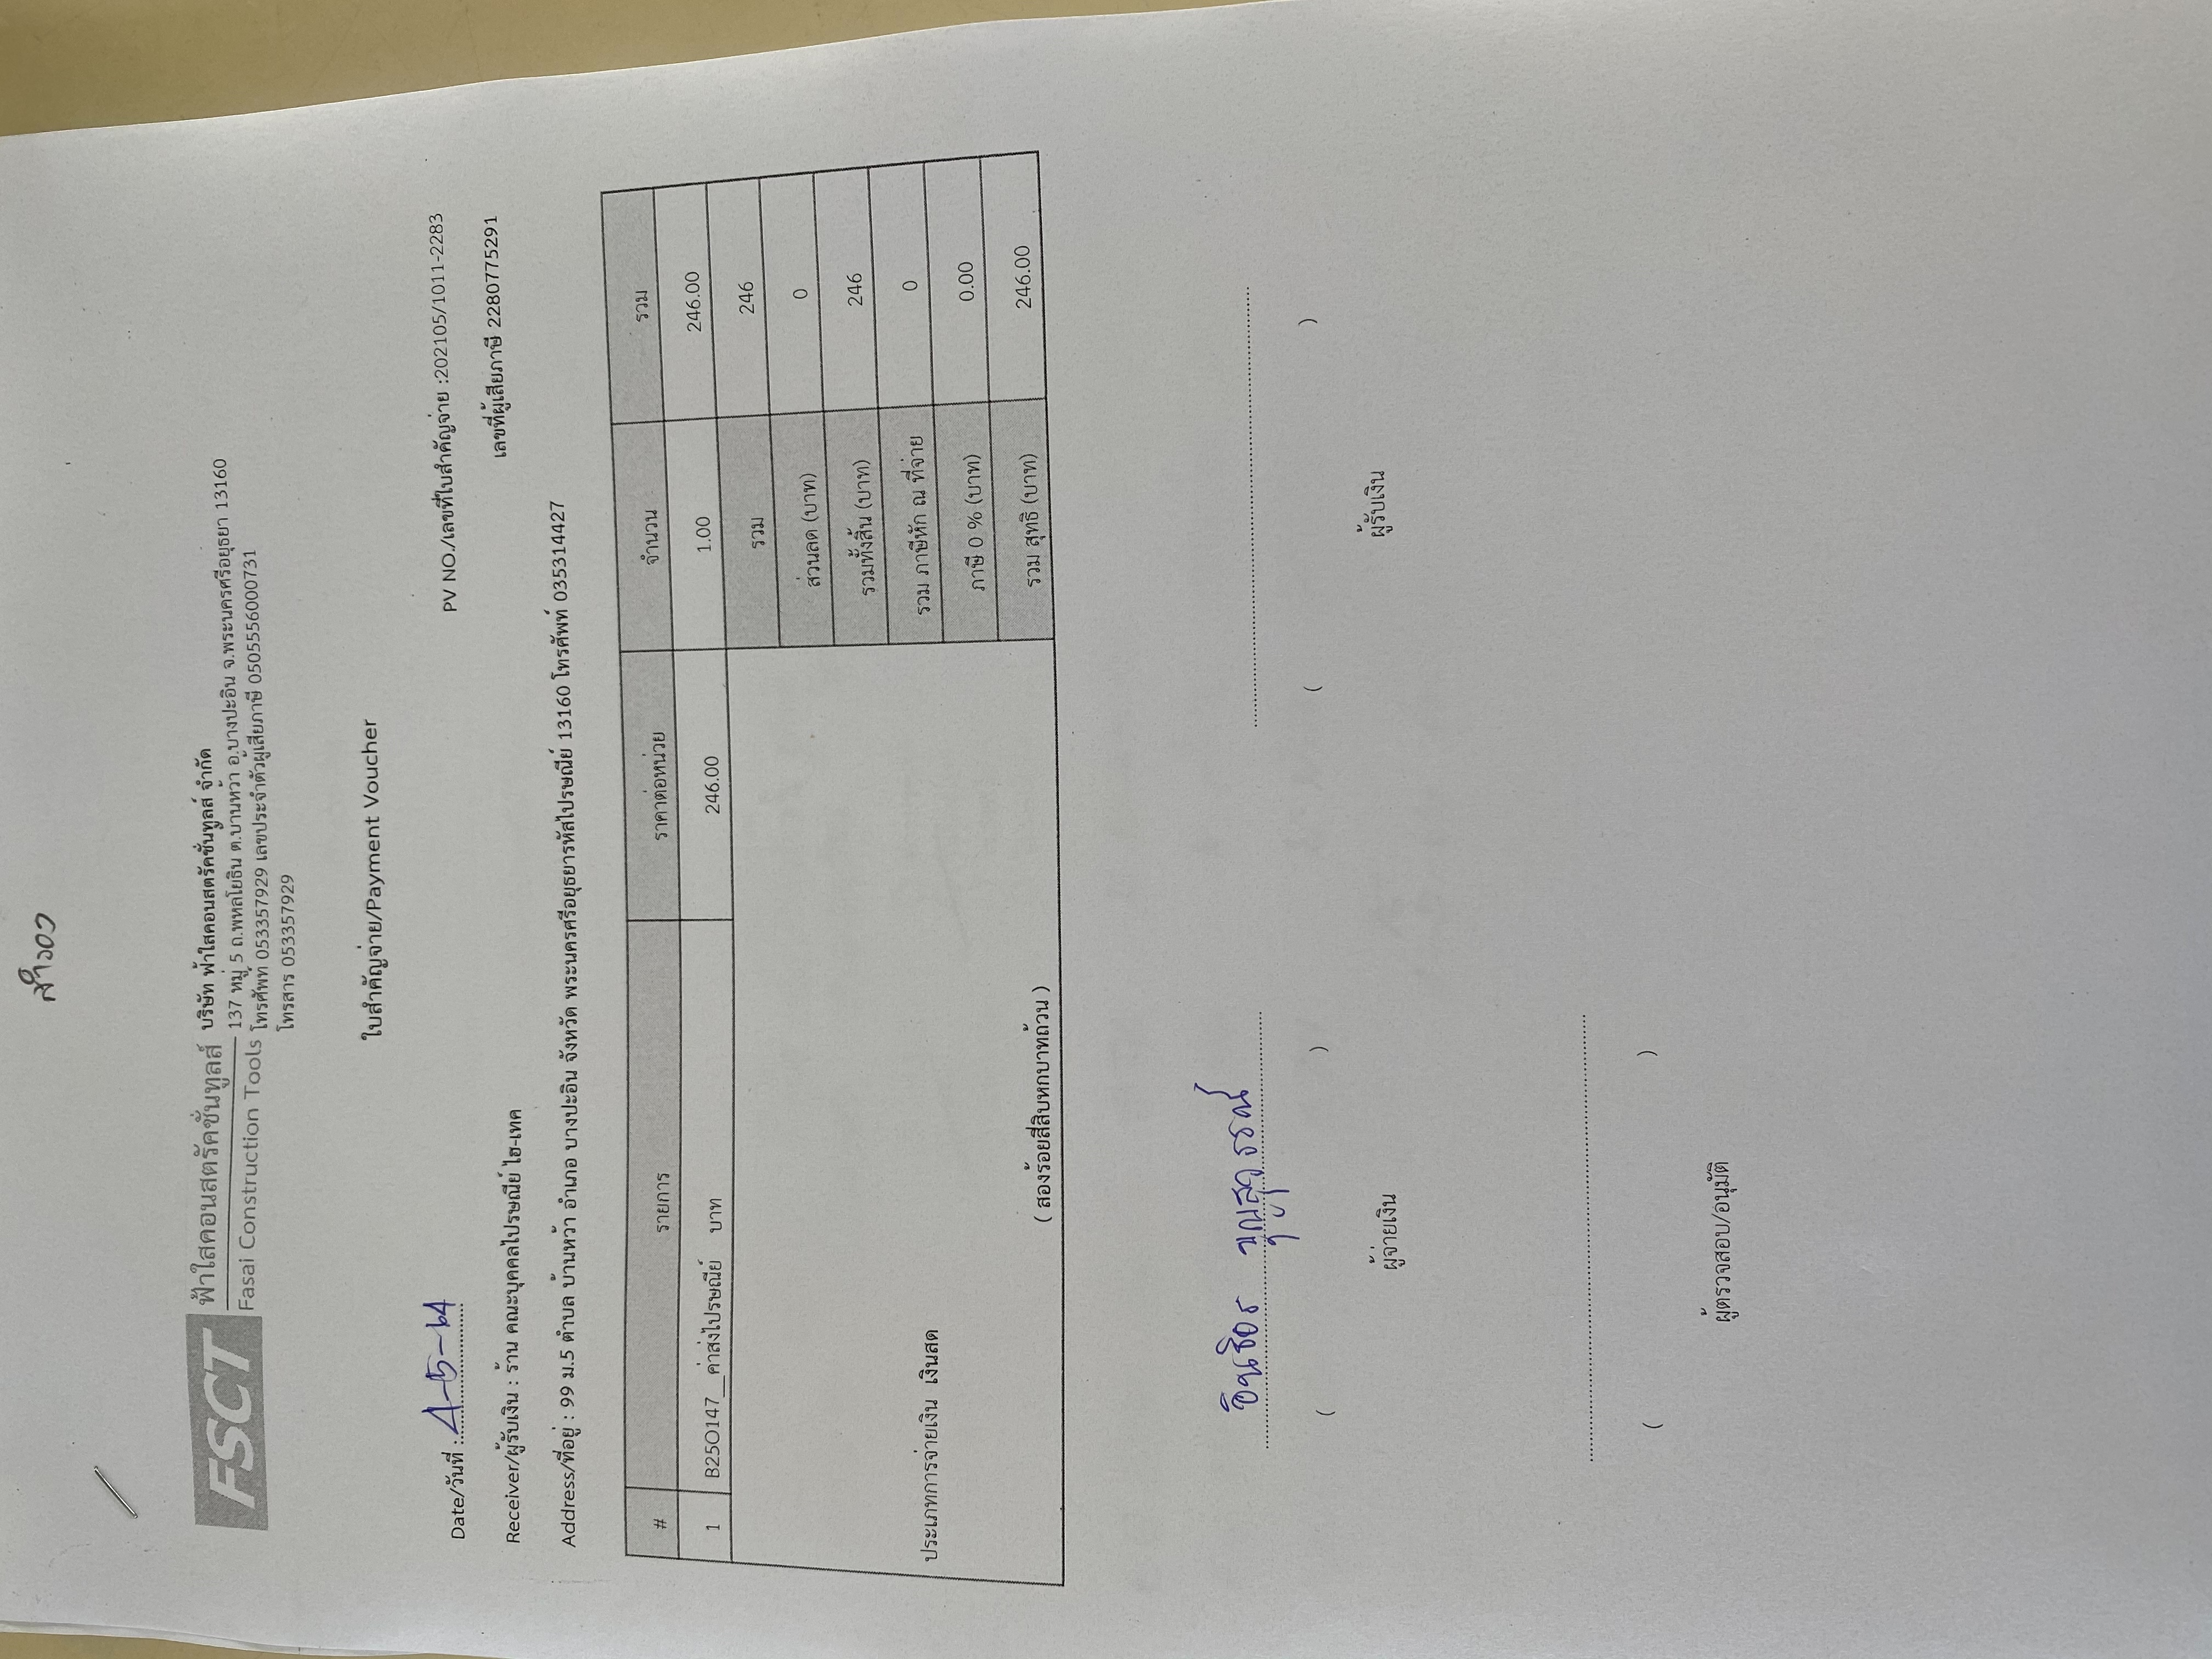 สำรอง
FSCT
ฟ้าใสคอนสตรัคชั่นทูลส์
Fasai Construction Tools
บริษัท ฟ้าใสคอนสตรัคชั่นทูลส์ จำกัด
137 หมู่ 5 ถ.พหลโยธิน ต.บ้านหว้า อ.บางปะอิน จ.พระนครศรีอยุธยา 13160
โทรศัพท์ 053357929 เลขประจำตัวผู้เสียภาษี 0505556000731
โทรสาร 053357929
ใบสำคัญจ่าย/Payment Voucher
Date/วันที่ : 4-5-64
PV NO./เลขที่ใบสำคัญจ่าย :202105/1011-2283
Receiver/ผู้รับเงิน : ร้าน คณะบุคคลไปรษณีย์ ไฮ-เทค
เลขที่ผู้เสียภาษี 2280775291
Address/ที่อยู่ : 99 ม.5 ตำบล บ้านหว้า อำเภอ บางปะอิน จังหวัด พระนครศรีอยุธยารหัสไปรษณีย์ 13160 โทรศัพท์ 035314427
# รายการ ราคาต่อหน่วย จำนวน รวม
1 B25O147__ค่าส่งไปรษณีย์ บาท 246.00 1.00 246.00
รวม 246
ส่วนลด (บาท) 0
รวมทั้งสิ้น (บาท) 246
ประเภทการจ่ายเงิน เงินสด
รวม ภาษีหัก ณ ที่จ่าย 0
ภาษี 0 % (บาท) 0.00
( สองร้อยสี่สิบหกบาทถ้วน )
รวม สุทธิ (บาท) 246.00
อินธิอร บุญสุวรรณ์
( )
( )
ผู้จ่ายเงิน
ผู้รับเงิน
( )
ผู้ตรวจสอบ/อนุมัติ